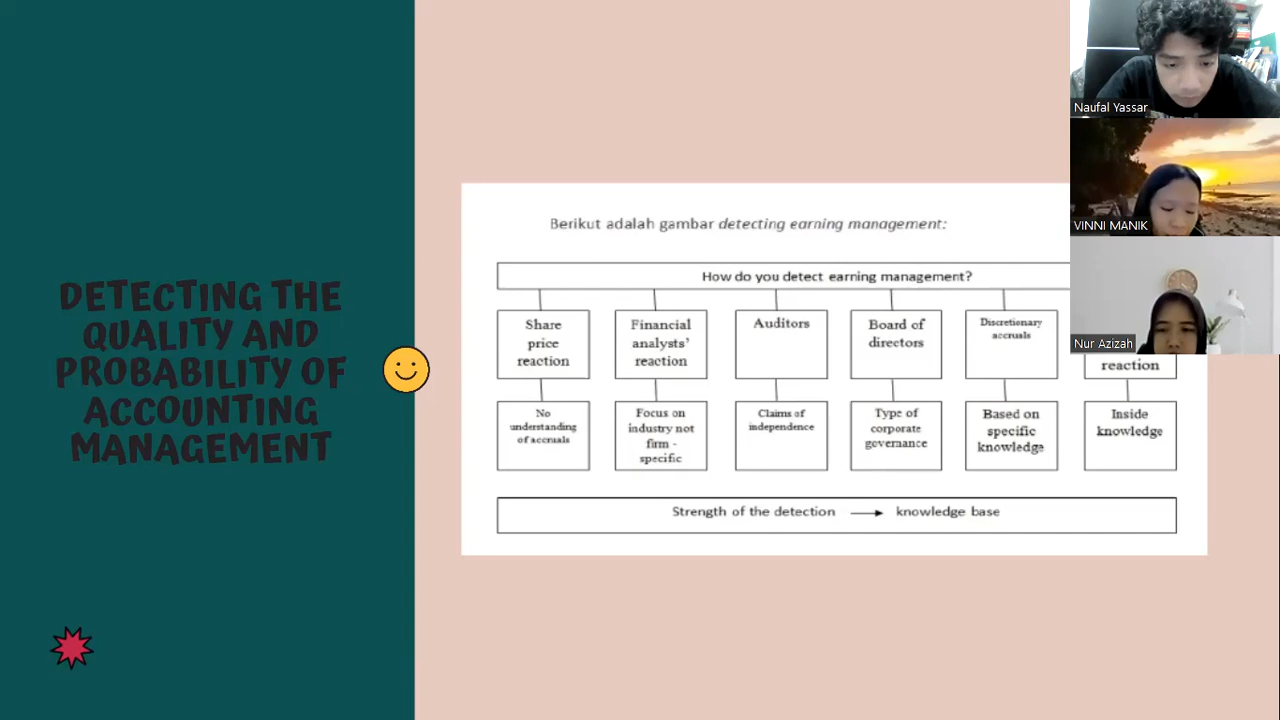 DETECTING THE
QUALITY AND
PROBABILITY OF
ACCOUNTING
MANAGEMENT
Berikut adalah gambar detecting earning management:
How do you detect earning management?
Share
price
reaction
Financial
analysts’
reaction
Auditors
Board of
directors
Discretionary
accruals
reaction
No
understanding
of accruals
Focus on
industry not
firm -
specific
Claims of
independence
Type of
corporate
governance
Based on
specific
knowledge
Inside
knowledge
Strength of the detection → knowledge base
Naufal Yassar
VINNI MANIK
Nur Azizah